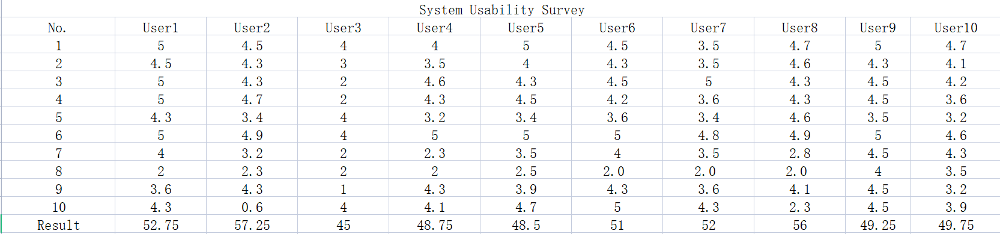 System Usability Survey
No. User1 User2 User3 User4 User5 User6 User7 User8 User9 User10
1 5 4.5 4 4 5 4.5 3.5 4.7 5 4.7
2 4.5 4.3 3 3.5 4 4.3 3.5 4.6 4.3 4.1
3 5 4.3 2 4.6 4.3 4.5 5 4.3 4.5 4.2
4 5 4.7 2 4.3 4.5 4.2 3.6 4.3 4.5 3.6
5 4.3 3.4 4 3.2 3.4 3.6 3.4 4.6 3.5 3.2
6 5 4.9 4 5 5 5 4.8 4.9 5 4.6
7 4 3.2 2 2.3 3.5 4 3.5 2.8 4.5 4.3
8 2 2.3 2 2 2.5 2.0 2.0 2.0 4 3.5
9 3.6 4.3 1 4.3 3.9 4.3 3.6 4.1 4.5 3.2
10 4.3 0.6 4 4.1 4.7 5 4.3 2.3 4.5 3.9
Result 52.75 57.25 45 48.75 48.5 51 52 56 49.25 49.75